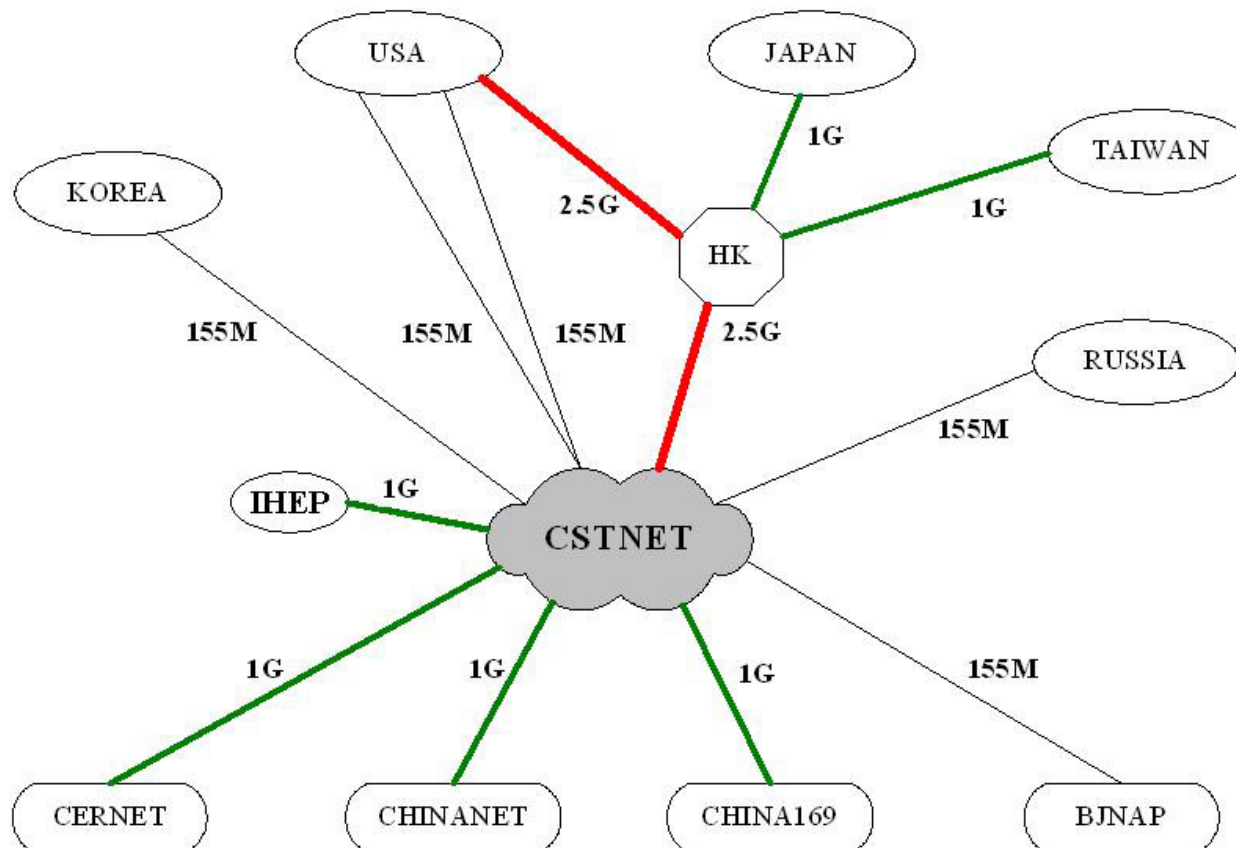 USA
JAPAN
1G
TAIWAN
KOREA
2.5G
1G
HK
155M
155M
155M
2.5G
RUSSIA
155M
IHEP
1G
CSTNET
1G
1G
1G
155M
CERNET
CHINANET
CHINA169
BJNAP